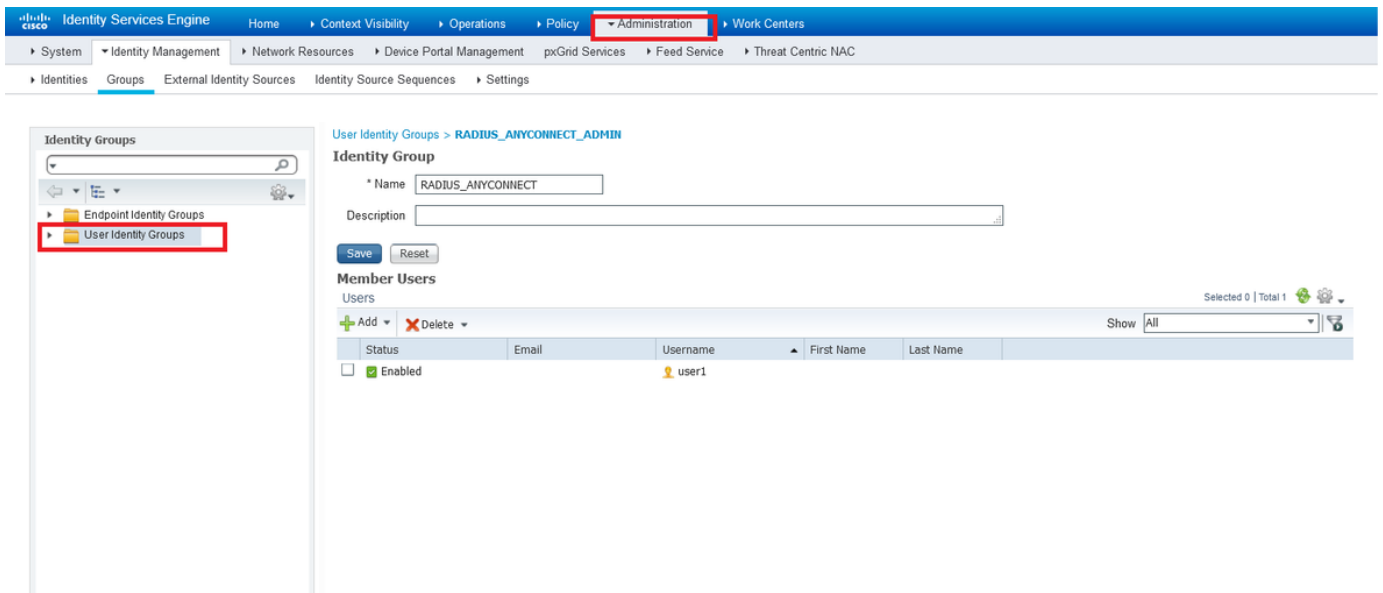 cisco Identity Services Engine Home Context Visibility Operations Policy Administration Work Centers
System Identity Management Network Resources Device Portal Management pxGrid Services Feed Service Threat Centric NAC
Identities Groups External Identity Sources Identity Source Sequences Settings
Identity Groups
Endpoint Identity Groups
User Identity Groups
User Identity Groups > RADIUS_ANYCONNECT_ADMIN
Identity Group
* Name RADIUS_ANYCONNECT
Description
Save Reset
Member Users
Users
Selected 0 | Total 1
Add Delete
Show All
Status Email Username First Name Last Name
Enabled user1